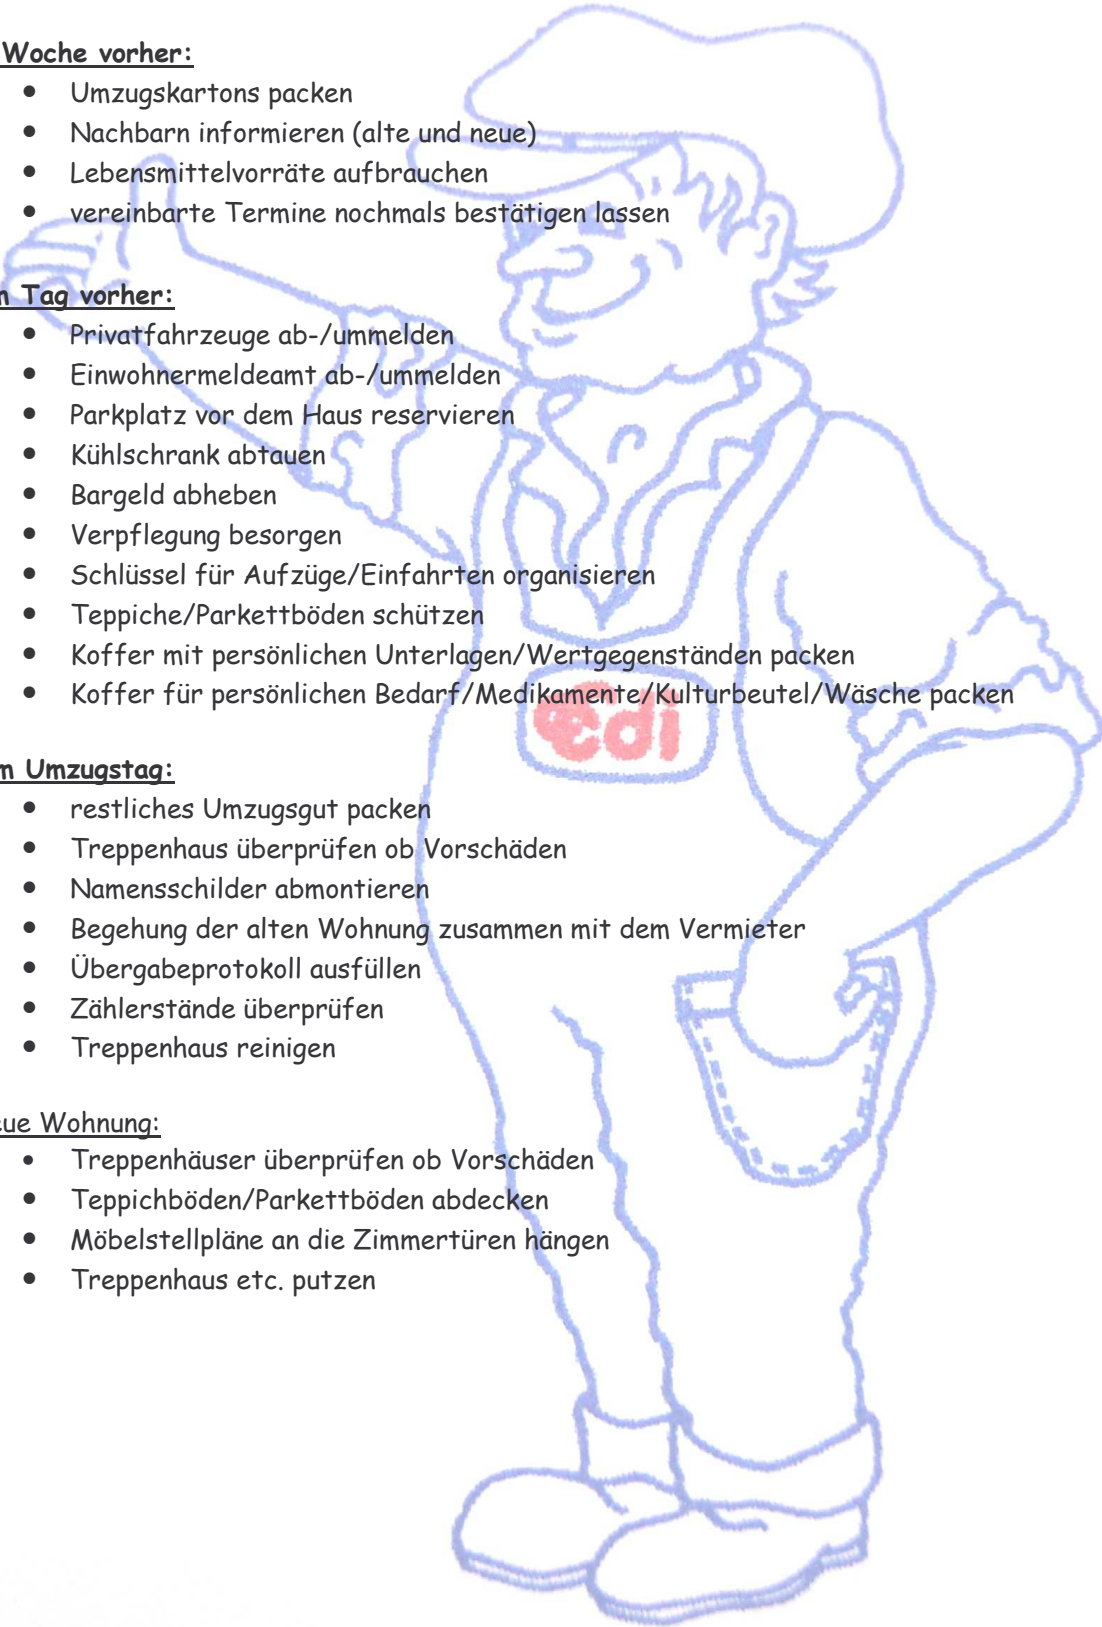 Woche vorher:
• Umzugskartons packen
• Nachbarn informieren (alte und neue)
• Lebensmittelvorräte aufbrauchen
• vereinbarte Termine nochmals bestätigen lassen
m Tag vorher:
• Privatfahrzeuge ab-/ummelden
• Einwohnermeldeamt ab-/ummelden
• Parkplatz vor dem Haus reservieren
• Kühlschrank abtauen
• Bargeld abheben
• Verpflegung besorgen
• Schlüssel für Aufzüge/Einfahrten organisieren
• Teppiche/Parkettböden schützen
• Koffer mit persönlichen Unterlagen/Wertgegenständen packen
• Koffer für persönlichen Bedarf/Medikamente/Kulturbeutel/Wäsche packen
edi
m Umzugstag:
• restliches Umzugsgut packen
• Treppenhaus überprüfen ob Vorschäden
• Namensschilder abmontieren
• Begehung der alten Wohnung zusammen mit dem Vermieter
• Übergabeprotokoll ausfüllen
• Zählerstände überprüfen
• Treppenhaus reinigen
eue Wohnung:
• Treppenhäuser überprüfen ob Vorschäden
• Teppichböden/Parkettböden abdecken
• Möbelstellpläne an die Zimmertüren hängen
• Treppenhaus etc. putzen